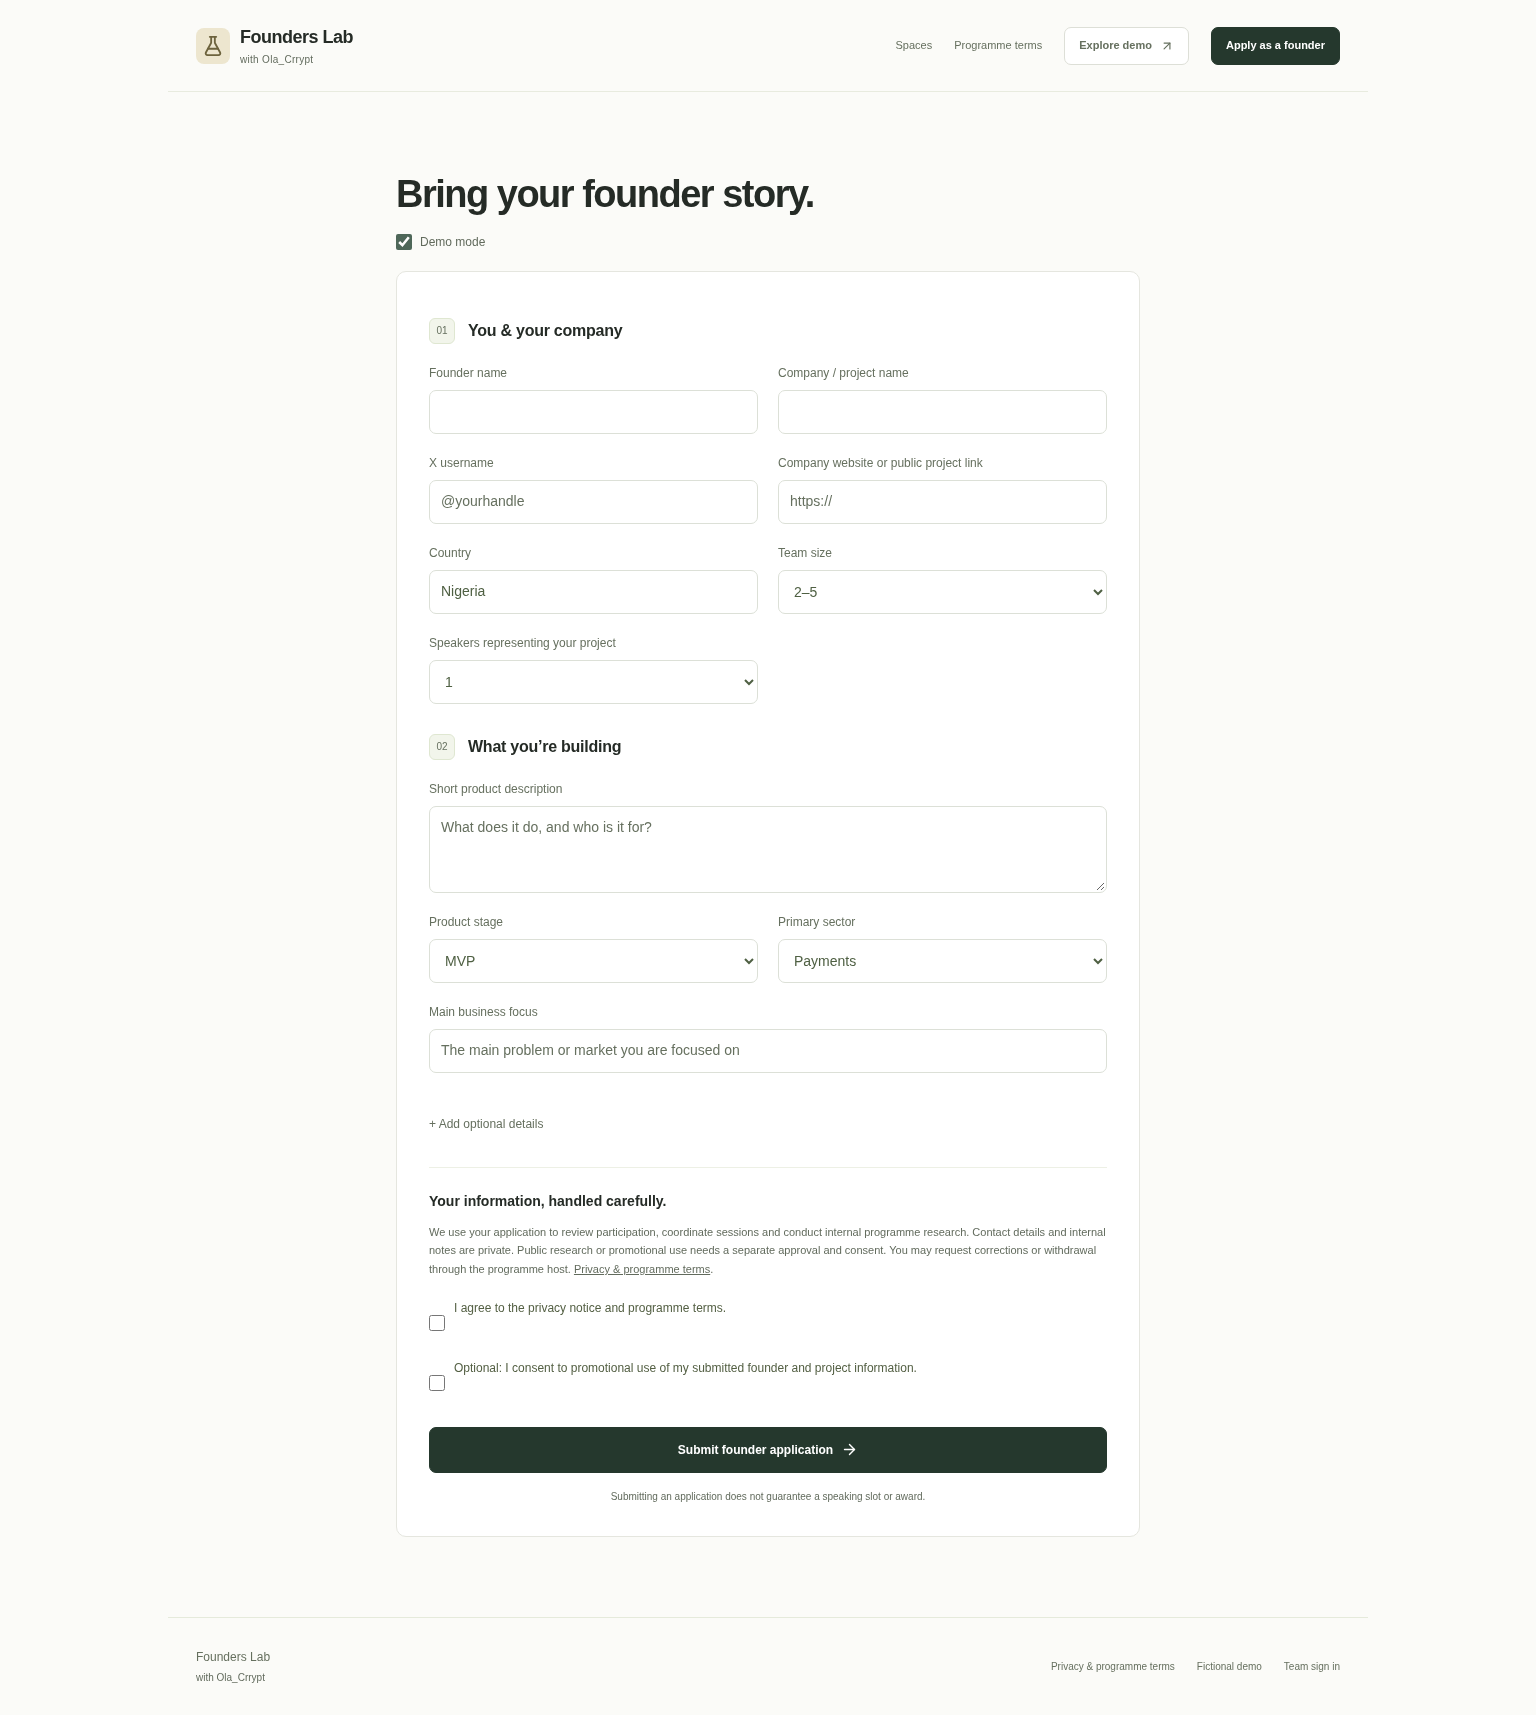 Founders Lab
with Ola_Crrypt
Spaces
Programme terms
Explore demo
Apply as a founder
Bring your founder story.
Demo mode
01
You & your company
Founder name
Company / project name
X username
Company website or public project link
@yourhandle
https://
Country
Team size
Nigeria
2–5
Speakers representing your project
1
02
What you’re building
Short product description
What does it do, and who is it for?
Product stage
Primary sector
MVP
Payments
Main business focus
The main problem or market you are focused on
+ Add optional details
Your information, handled carefully.
We use your application to review participation, coordinate sessions and conduct internal programme research. Contact details and internal
notes are private. Public research or promotional use needs a separate approval and consent. You may request corrections or withdrawal
through the programme host. Privacy & programme terms.
I agree to the privacy notice and programme terms.
Optional: I consent to promotional use of my submitted founder and project information.
Submit founder application
Submitting an application does not guarantee a speaking slot or award.
Founders Lab
with Ola_Crrypt
Privacy & programme terms
Fictional demo
Team sign in